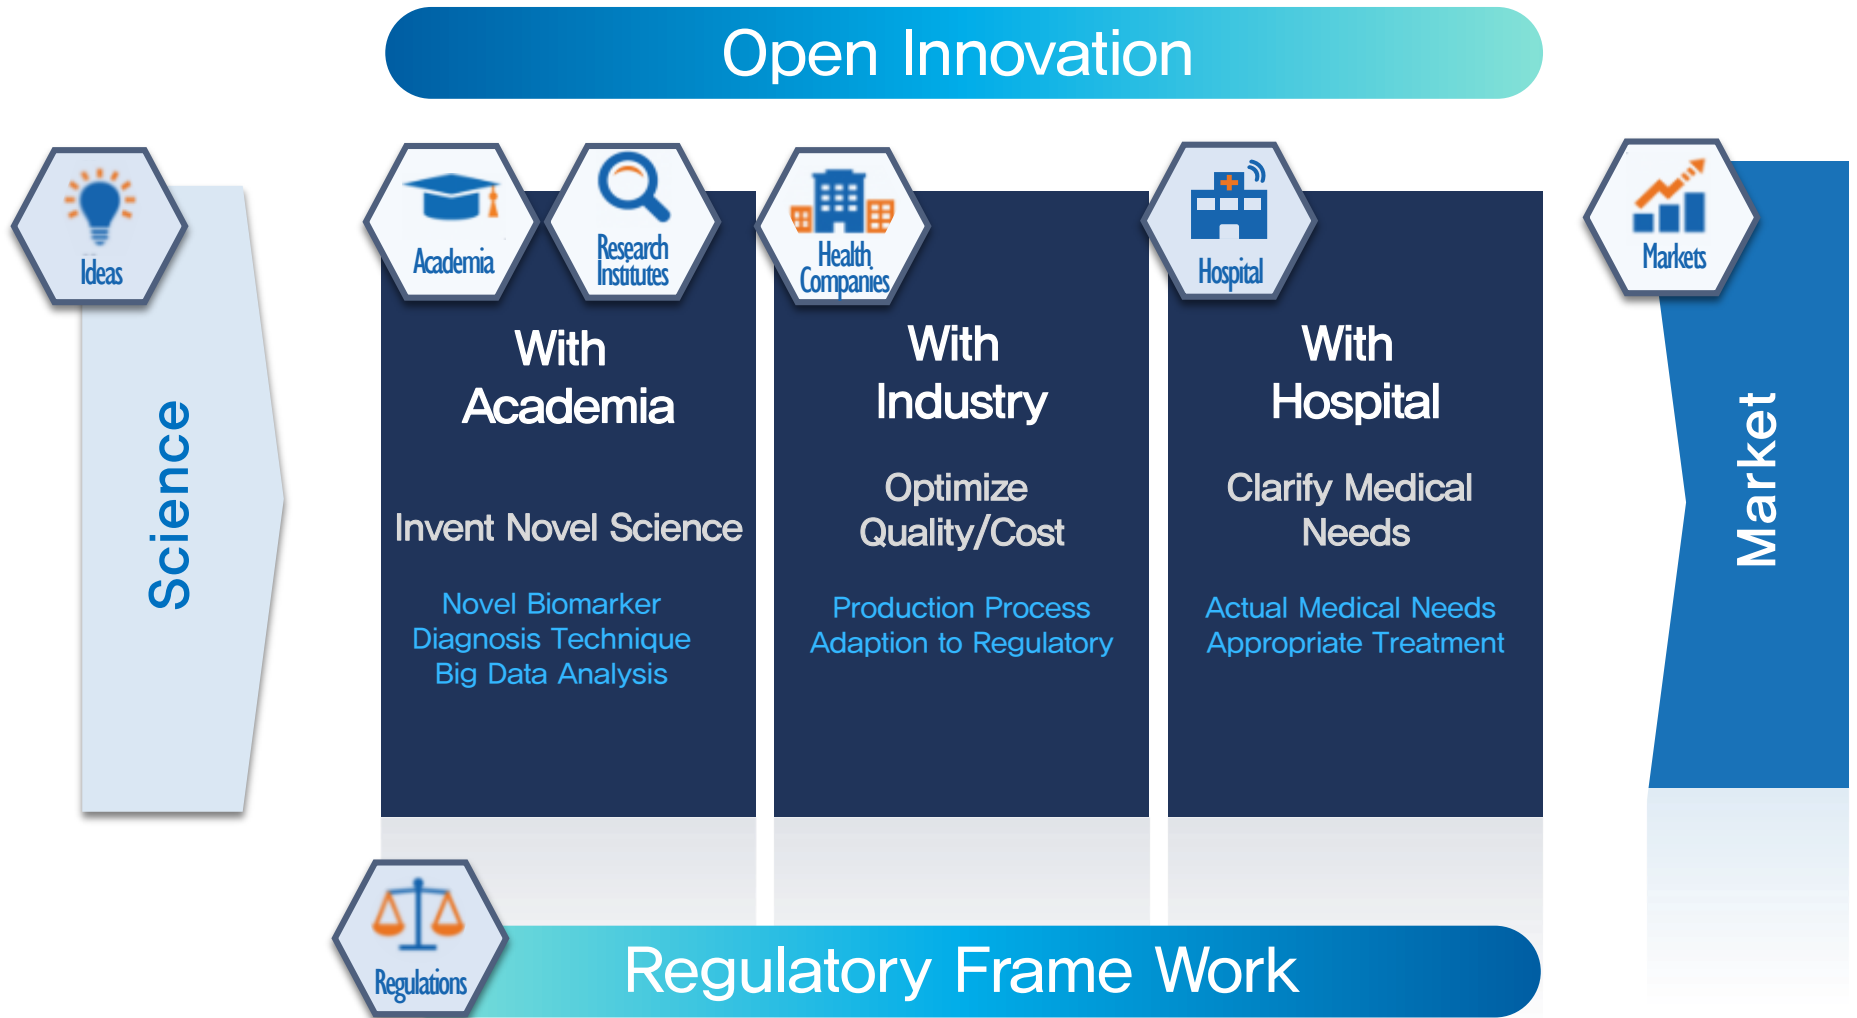 Open Innovation
Ideas
Science
Academia
Research
Institutes
With
Academia
Invent Novel Science
Novel Biomarker
Diagnosis Technique
Big Data Analysis
Health
Companies
With
Industry
Optimize
Quality/Cost
Production Process
Adaption to Regulatory
Hospital
With
Hospital
Clarify Medical
Needs
Actual Medical Needs
Appropriate Treatment
Markets
Market
Regulations
Regulatory Frame Work